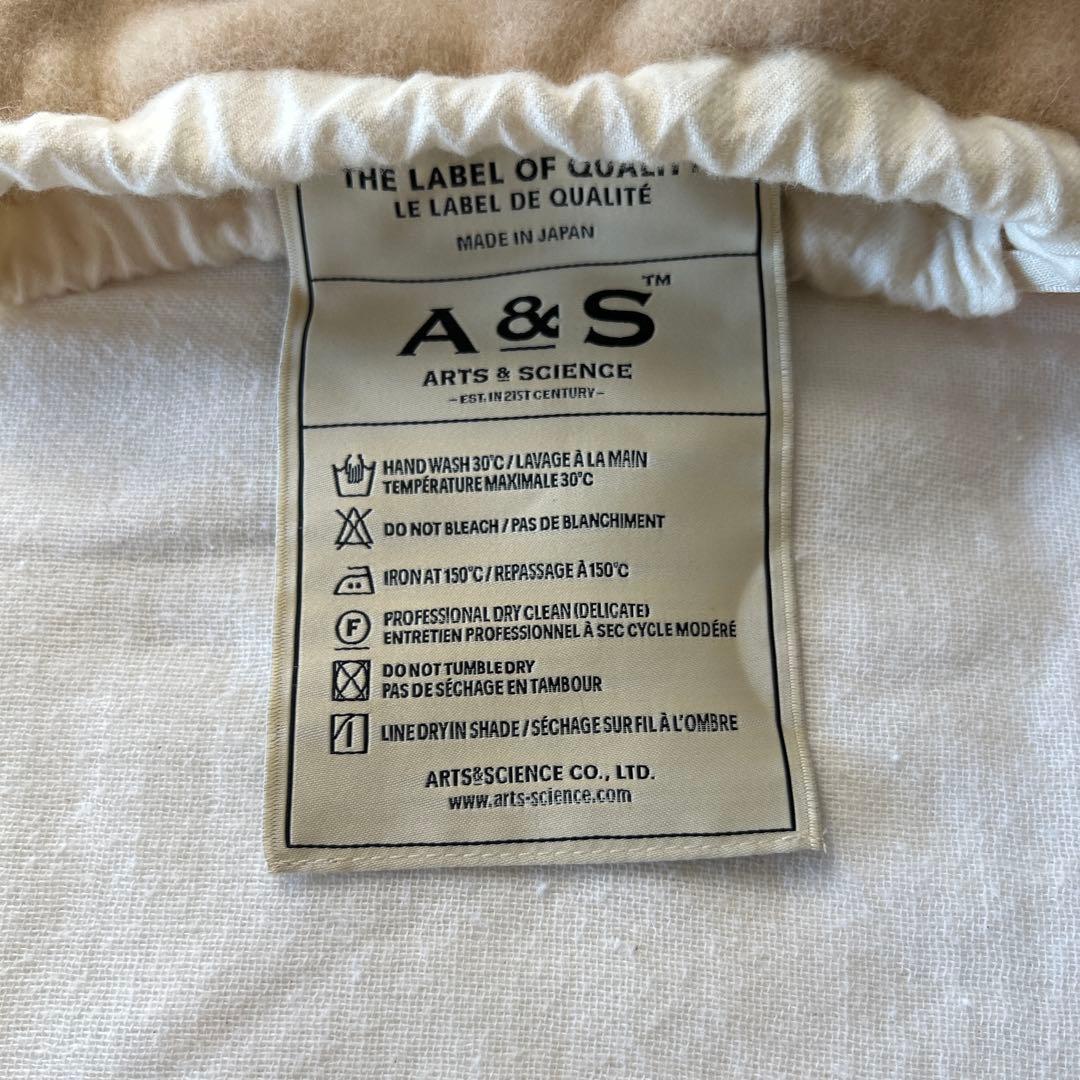 THE LABEL OF QUALITY
LE LABEL DE QUALITÉ
MADE IN JAPAN
A & S™
ARTS & SCIENCE
- EST. IN 21ST CENTURY -
HAND WASH 30°C / LAVAGE À LA MAIN
TEMPÉRATURE MAXIMALE 30°C
DO NOT BLEACH / PAS DE BLANCHIMENT
IRON AT 150°C / REPASSAGE À 150°C
F
PROFESSIONAL DRY CLEAN (DELICATE)
ENTRETIEN PROFESSIONNEL À SEC CYCLE MODÉRÉ
DO NOT TUMBLE DRY
PAS DE SÉCHAGE EN TAMBOUR
LINE DRY IN SHADE / SÉCHAGE SUR FIL À L'OMBRE
ARTS&SCIENCE CO., LTD.
www.arts-science.com